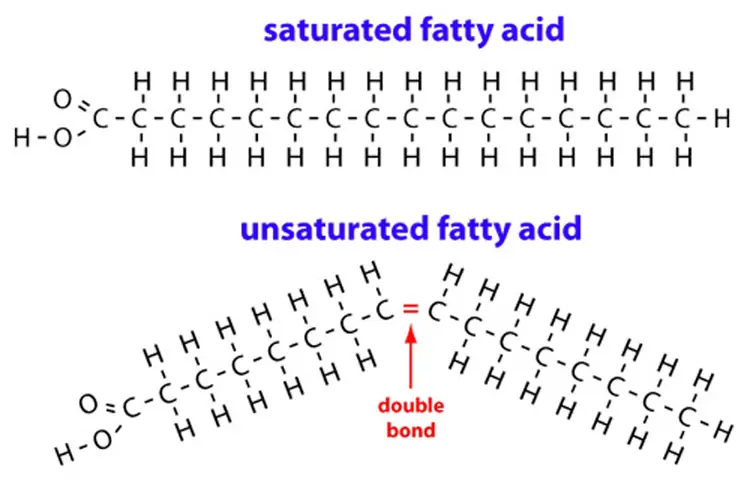 saturated fatty acid
H H H H H H H H H H H H H H H
O
=C-C-C-C-C-C-C-C-C-C-C-C-C-C-C-C-H
H-O-
H H H H H H H H H H H H H H H
unsaturated fatty acid
H H H H H H H H H H H H H H H
O=C-C-C-C-C-C-C-C=C-C-C-C-C-C-C-C-H
H-O-
H H H H H H H H H H H H H
double
bond